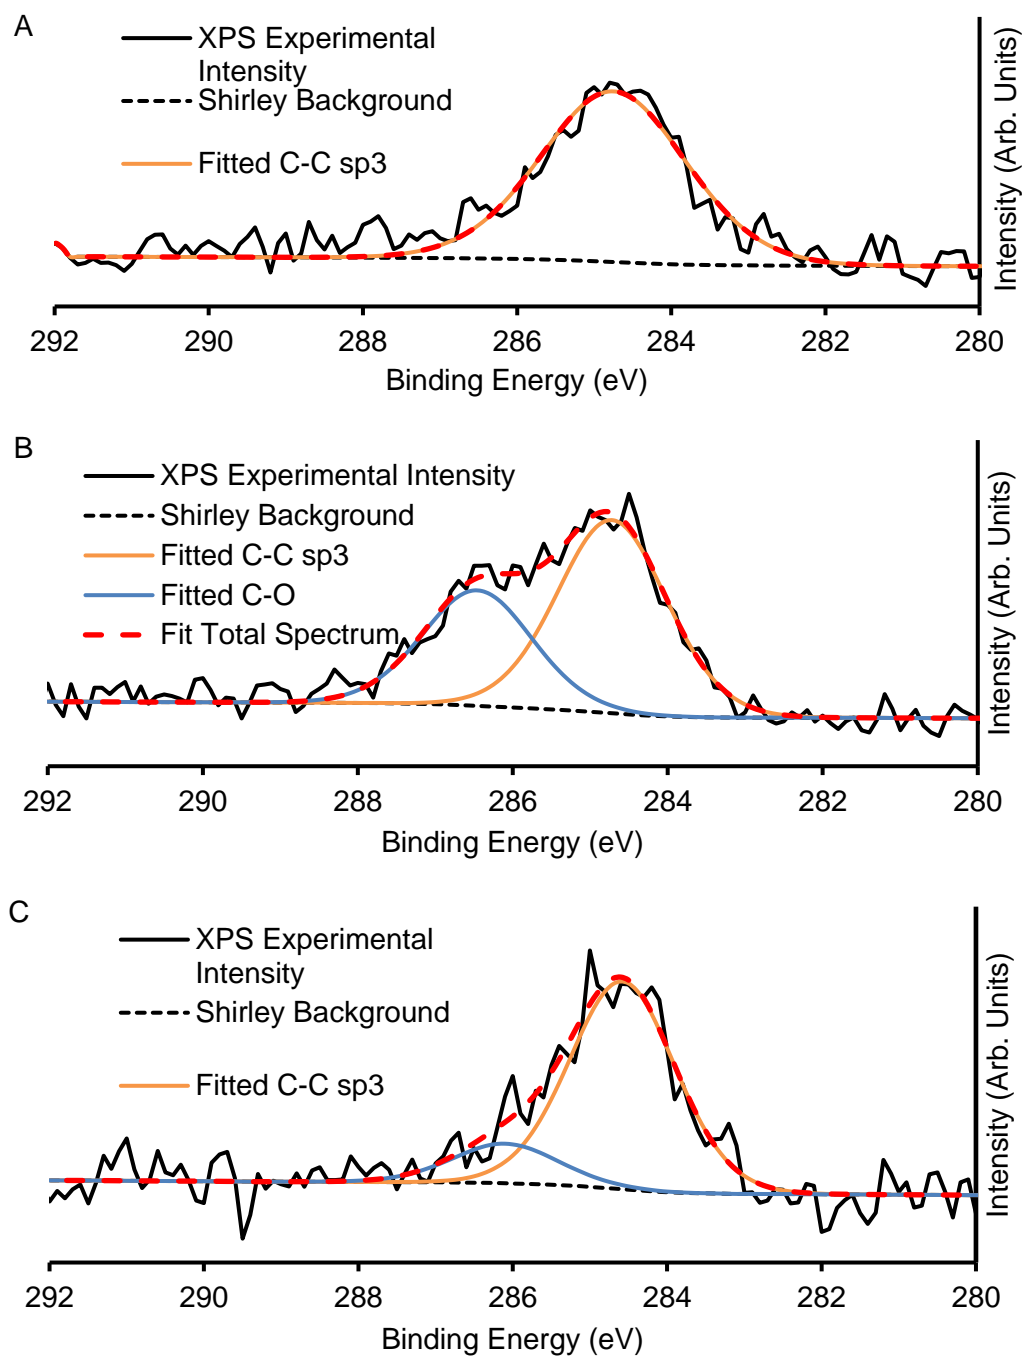 A
XPS Experimental
Intensity
Shirley Background
Fitted C-C sp3
Intensity (Arb. Units)
292 290 288 286 284 282 280
Binding Energy (eV)
B
XPS Experimental Intensity
Shirley Background
Fitted C-C sp3
Fitted C-O
Fit Total Spectrum
Intensity (Arb. Units)
292 290 288 286 284 282 280
Binding Energy (eV)
C
XPS Experimental
Intensity
Shirley Background
Fitted C-C sp3
Intensity (Arb. Units)
292 290 288 286 284 282 280
Binding Energy (eV)